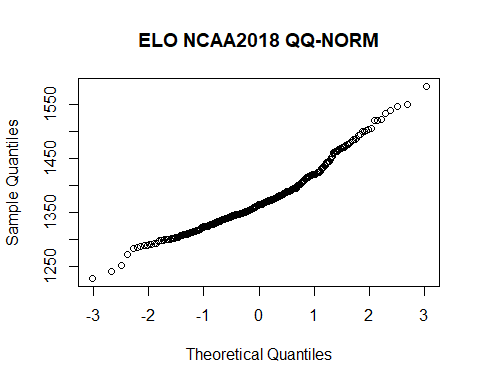 ELO NCAA2018 QQ-NORM
Sample Quantiles
1550
1450
1350
1250
-3 -2 -1 0 1 2 3
Theoretical Quantiles